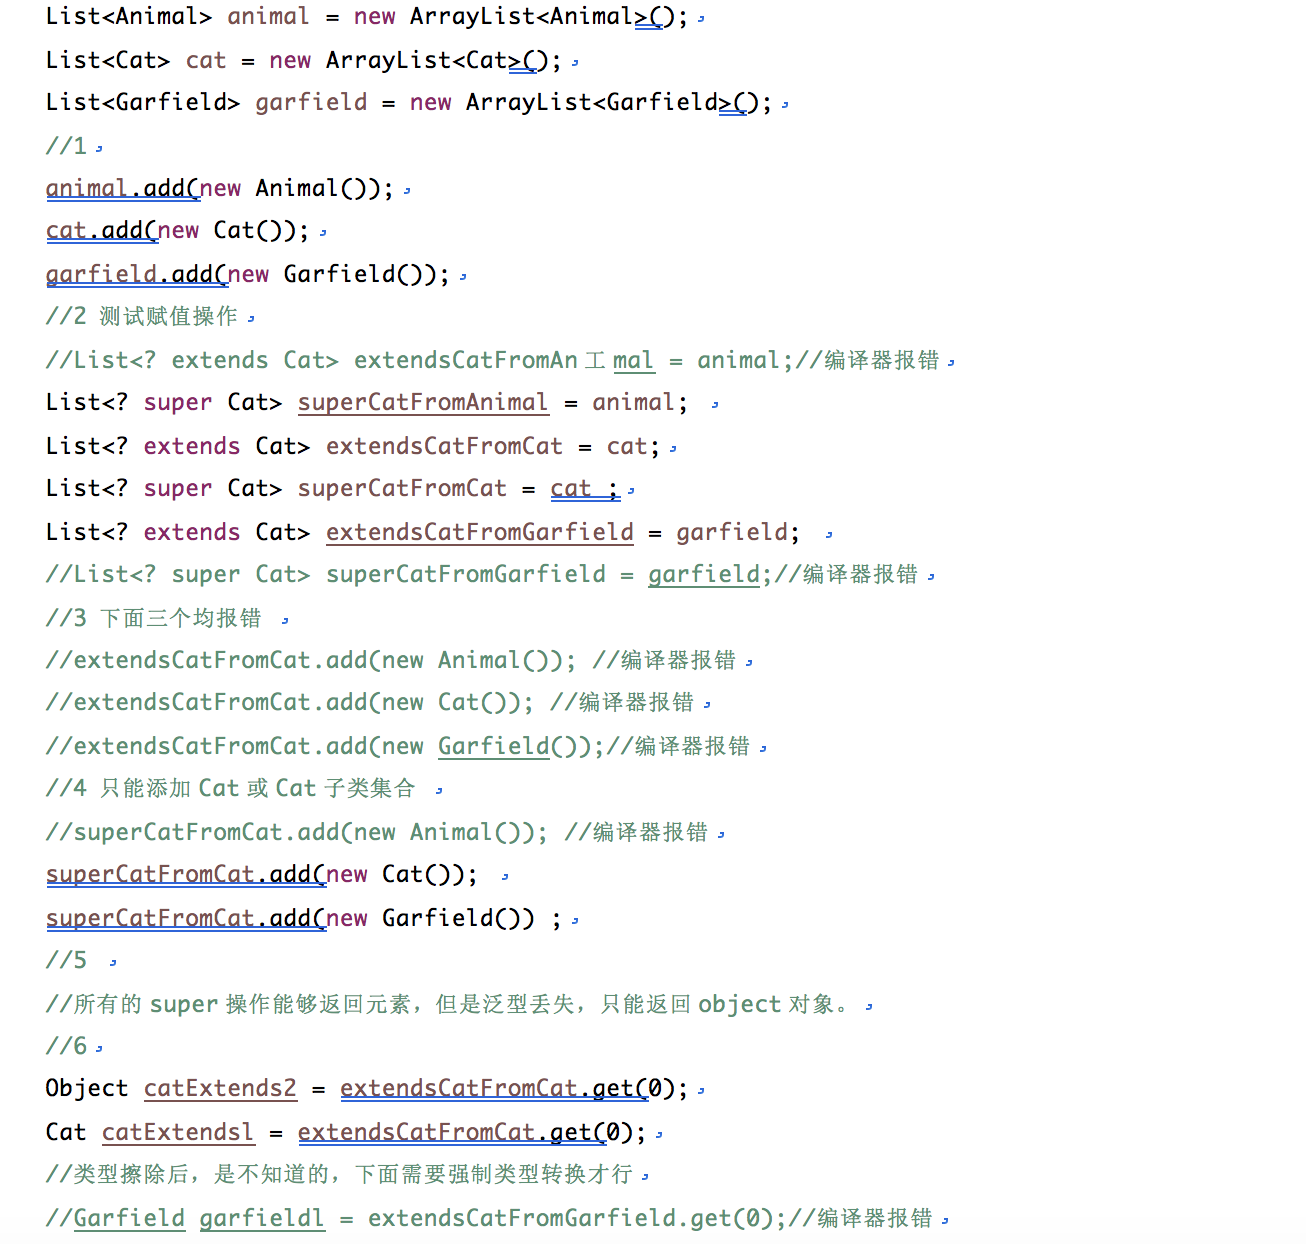 List<Animal> animal = new ArrayList<Animal>();
List<Cat> cat = new ArrayList<Cat>();
List<Garfield> garfield = new ArrayList<Garfield>();
//1
animal.add(new Animal());
cat.add(new Cat());
garfield.add(new Garfield());
//2 测试赋值操作
//List<? extends Cat> extendsCatFromAn工mal = animal;//编译器报错
List<? super Cat> superCatFromAnimal = animal;
List<? extends Cat> extendsCatFromCat = cat;
List<? super Cat> superCatFromCat = cat ;
List<? extends Cat> extendsCatFromGarfield = garfield;
//List<? super Cat> superCatFromGarfield = garfield;//编译器报错
//3 下面三个均报错
//extendsCatFromCat.add(new Animal()); //编译器报错
//extendsCatFromCat.add(new Cat()); //编译器报错
//extendsCatFromCat.add(new Garfield());//编译器报错
//4 只能添加 Cat 或 Cat 子类集合
//superCatFromCat.add(new Animal()); //编译器报错
superCatFromCat.add(new Cat());
superCatFromCat.add(new Garfield()) ;
//5
//所有的 super 操作能够返回元素，但是泛型丢失，只能返回 object 对象。
//6
Object catExtends2 = extendsCatFromCat.get(0);
Cat catExtendsl = extendsCatFromCat.get(0);
//类型擦除后，是不知道的，下面需要强制类型转换才行
//Garfield garfieldl = extendsCatFromGarfield.get(0);//编译器报错